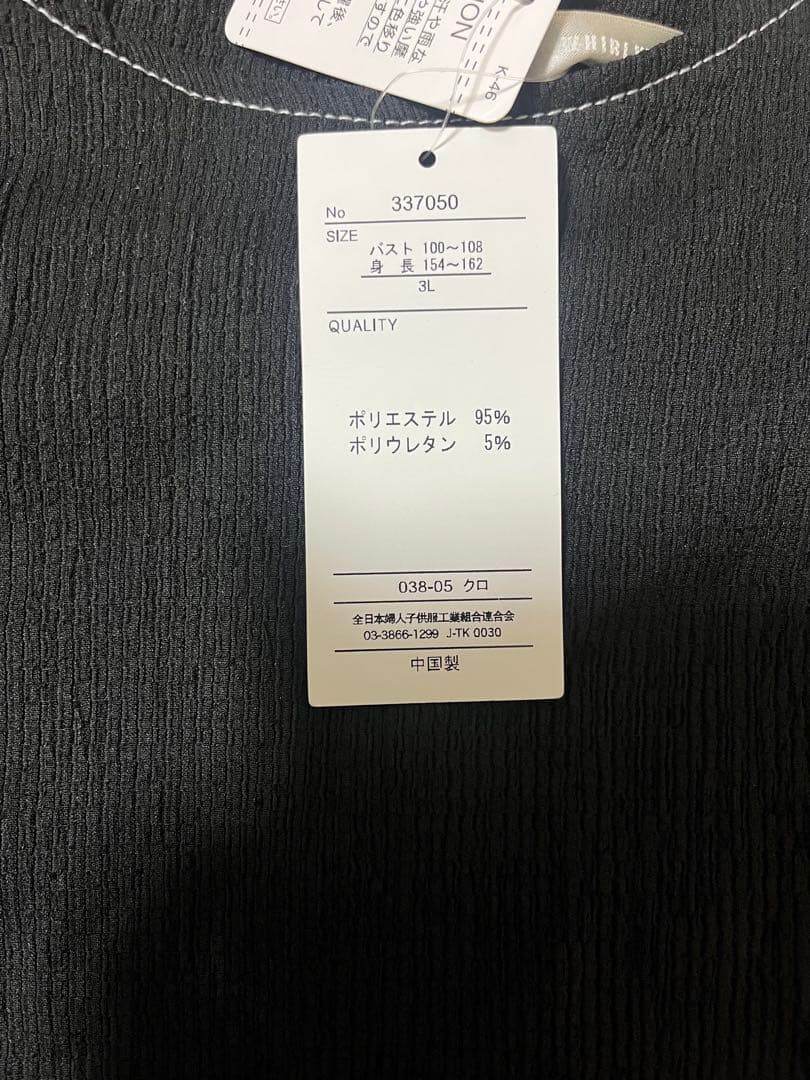 K-46
No 337050
SIZE
バスト 100～108
身 長 154～162
3L
QUALITY
ポリエステル 95%
ポリウレタン 5%
038-05 クロ
全日本婦人子供服工業組合連合会
03-3866-1299 J-TK 0030
中国製